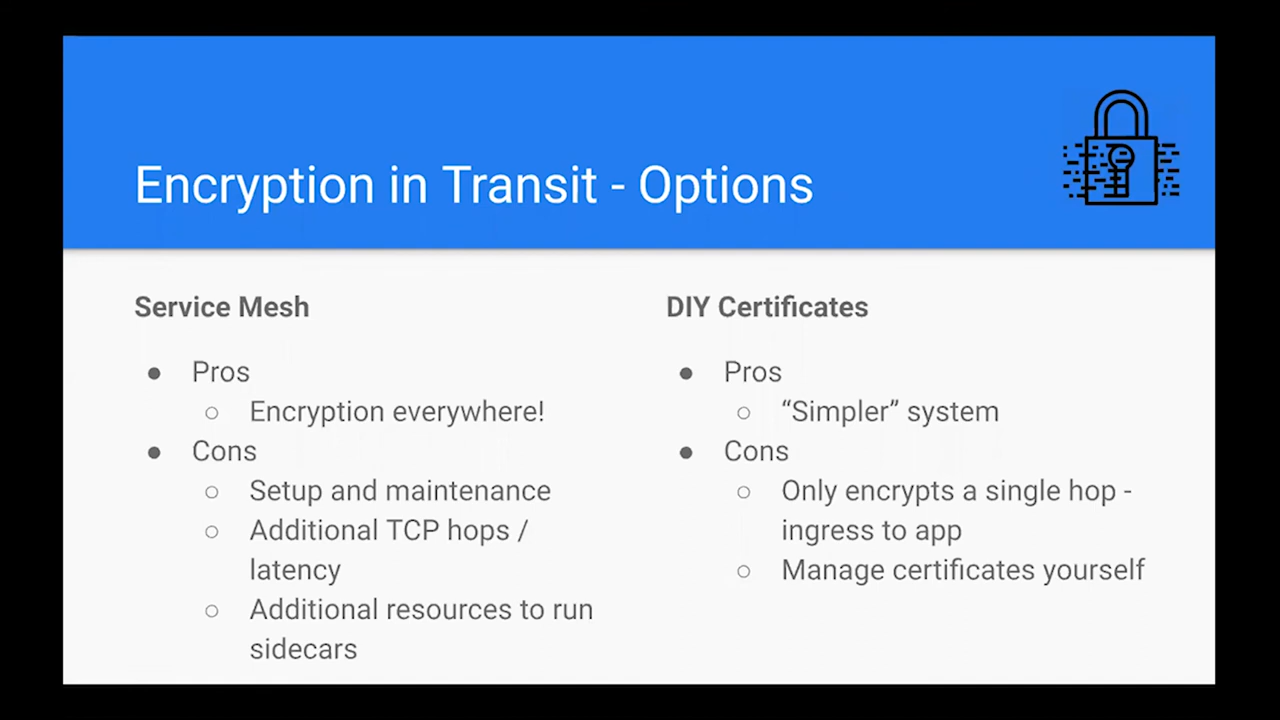 Encryption in Transit - Options
Service Mesh
● Pros
○ Encryption everywhere!
● Cons
○ Setup and maintenance
○ Additional TCP hops /
latency
○ Additional resources to run
sidecars
DIY Certificates
● Pros
○ “Simpler” system
● Cons
○ Only encrypts a single hop -
ingress to app
○ Manage certificates yourself